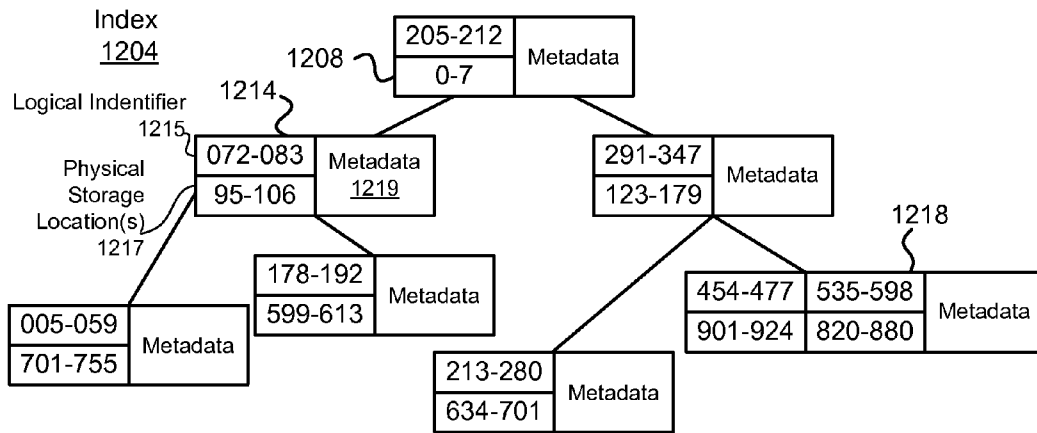 Index
1204
205-212
0-7
Metadata
1208
Logical Indentifier
1215
1214
072-083
95-106
Metadata
1219
Physical
Storage
Location(s)
1217
291-347
123-179
Metadata
1218
178-192
599-613
Metadata
454-477
901-924
535-598
820-880
Metadata
005-059
701-755
Metadata
213-280
634-701
Metadata